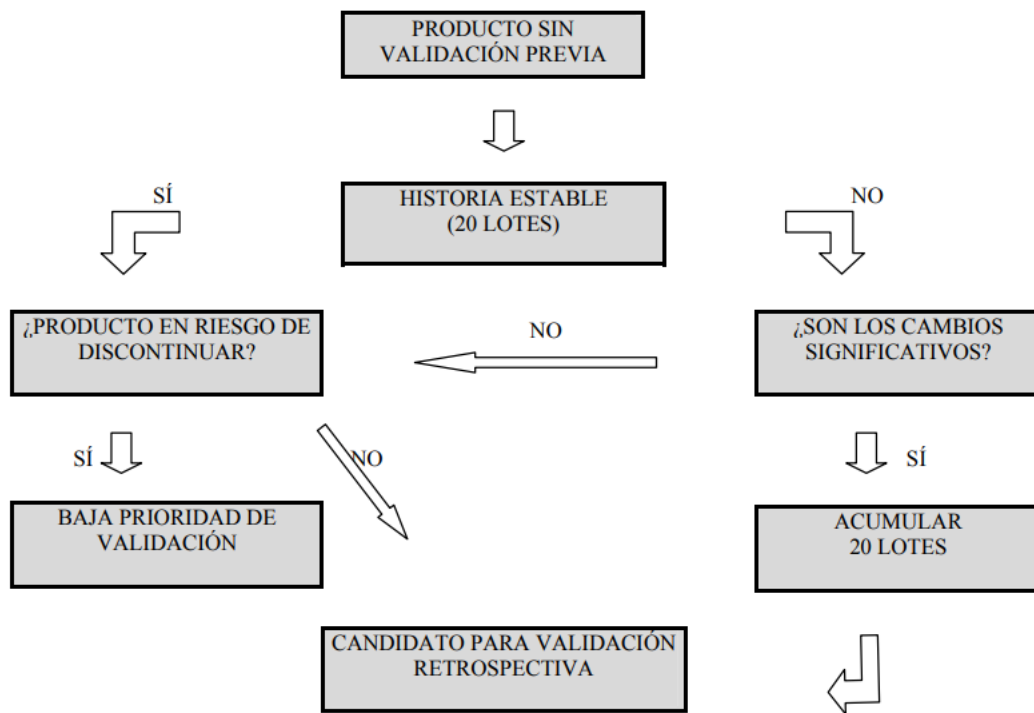 PRODUCTO SIN
VALIDACIÓN PREVIA
SÍ
HISTORIA ESTABLE
(20 LOTES)
NO
¿PRODUCTO EN RIESGO DE
DISCONTINUAR?
NO
¿SON LOS CAMBIOS
SIGNIFICATIVOS?
SÍ
NO
SÍ
BAJA PRIORIDAD DE
VALIDACIÓN
ACUMULAR
20 LOTES
CANDIDATO PARA VALIDACIÓN
RETROSPECTIVA